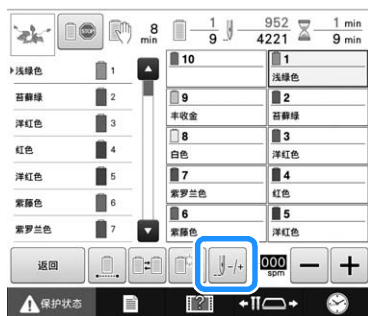 8 min
1 9
952 4221
1 min 9 min
浅绿色 1
苔藓绿 2
洋红色 3
红色 4
洋红色 5
紫藤色 6
紫罗兰色 7
10
1 浅绿色
9 丰收金
2 苔藓绿
8 白色
3 洋红色
7 紫罗兰色
4 红色
6 紫藤色
5 洋红色
返回
-/+
000 spm
− +
保护状态
?